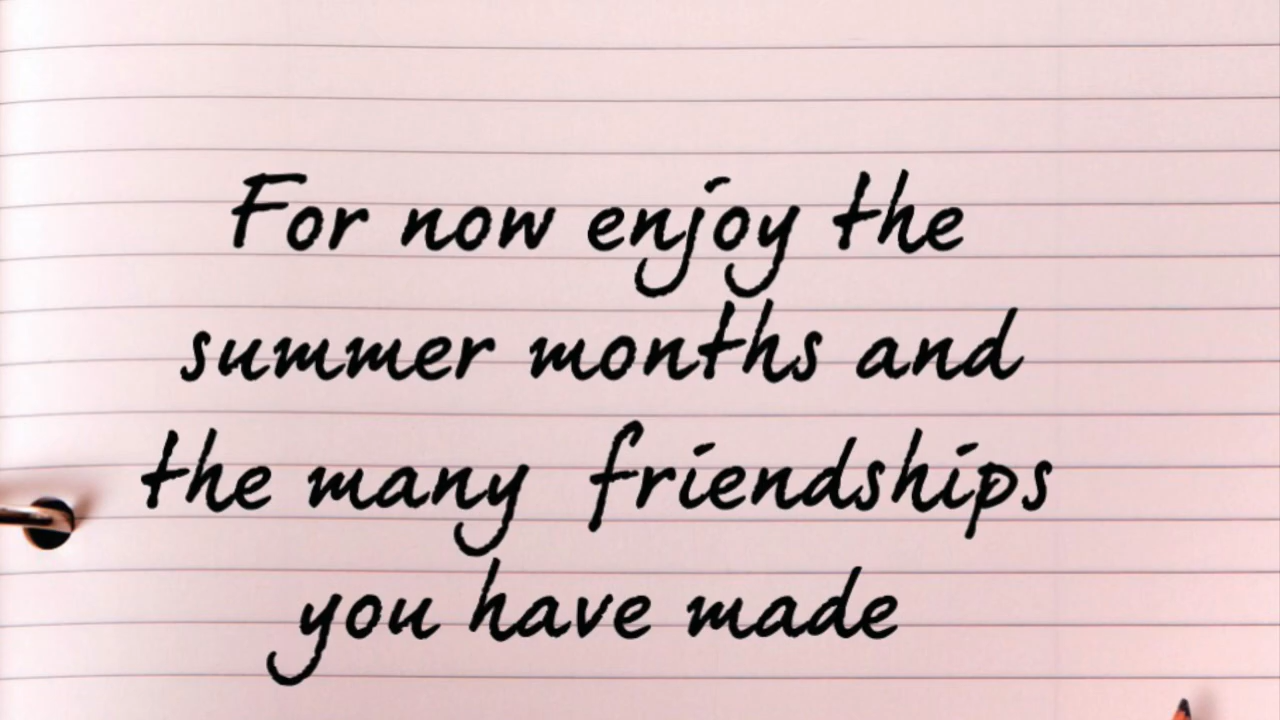 For now enjoy the
summer months and
the many friendships
you have made